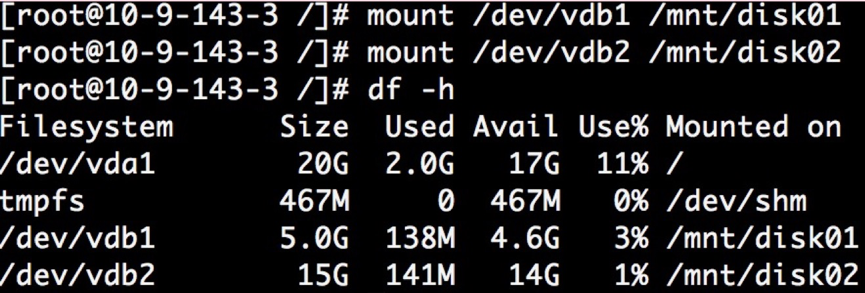 [root@10-9-143-3 /]# mount /dev/vdb1 /mnt/disk01
[root@10-9-143-3 /]# mount /dev/vdb2 /mnt/disk02
[root@10-9-143-3 /]# df -h
Filesystem      Size  Used Avail Use% Mounted on
/dev/vda1        20G  2.0G   17G  11% /
tmpfs           467M     0  467M   0% /dev/shm
/dev/vdb1       5.0G  138M  4.6G   3% /mnt/disk01
/dev/vdb2        15G  141M   14G   1% /mnt/disk02